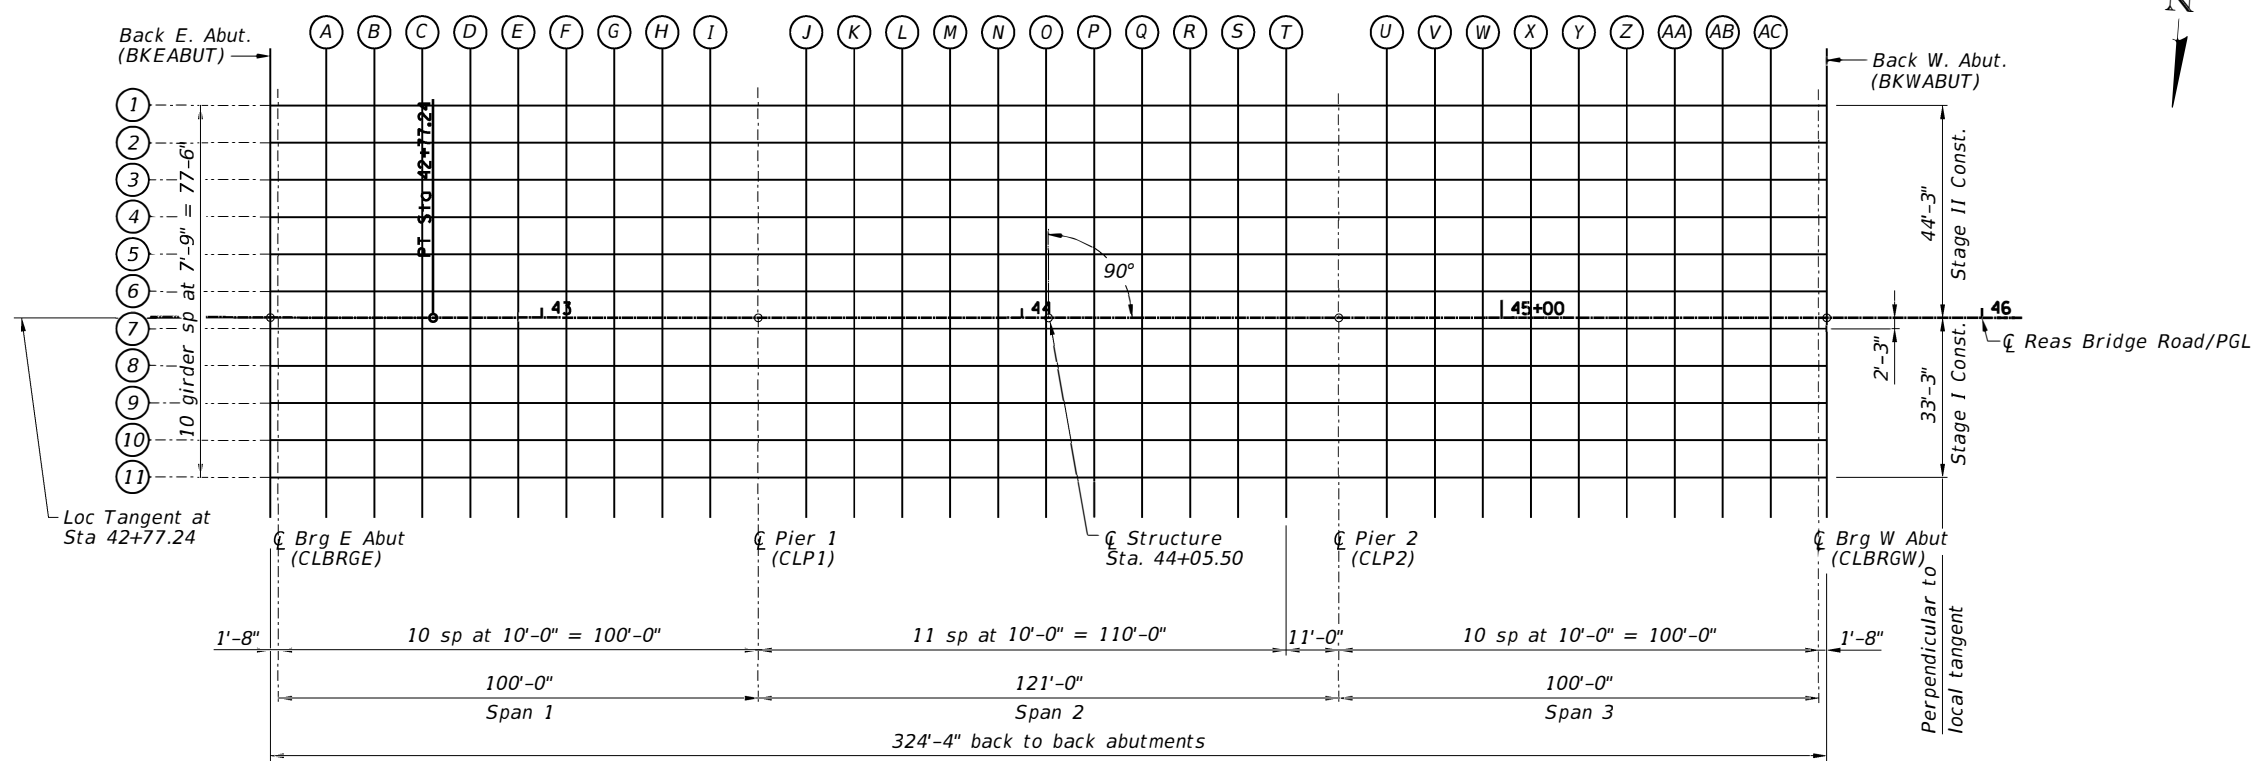 N
A B C D E F G H I J K L M N O P Q R S T U V W X Y Z AA AB AC
Back E. Abut.
(BKEABUT)
Back W. Abut.
(BKWABUT)
1
2
3
4
5
6
7
8
9
10
11
10 girder sp at 7'-9" = 77'-6"
PT Sta 42+77.24
90°
43
44
45+00
46
℄ Reas Bridge Road/PGL
44'-3"
Stage II Const.
2'-3"
33'-3"
Stage I Const.
Loc Tangent at
Sta 42+77.24
℄ Brg E Abut
(CLBRGE)
℄ Pier 1
(CLP1)
℄ Structure
Sta. 44+05.50
℄ Pier 2
(CLP2)
℄ Brg W Abut
(CLBRGW)
Perpendicular to
local tangent
1'-8" 10 sp at 10'-0" = 100'-0" 11 sp at 10'-0" = 110'-0" 11'-0" 10 sp at 10'-0" = 100'-0" 1'-8"
100'-0" 121'-0" 100'-0"
Span 1 Span 2 Span 3
324'-4" back to back abutments